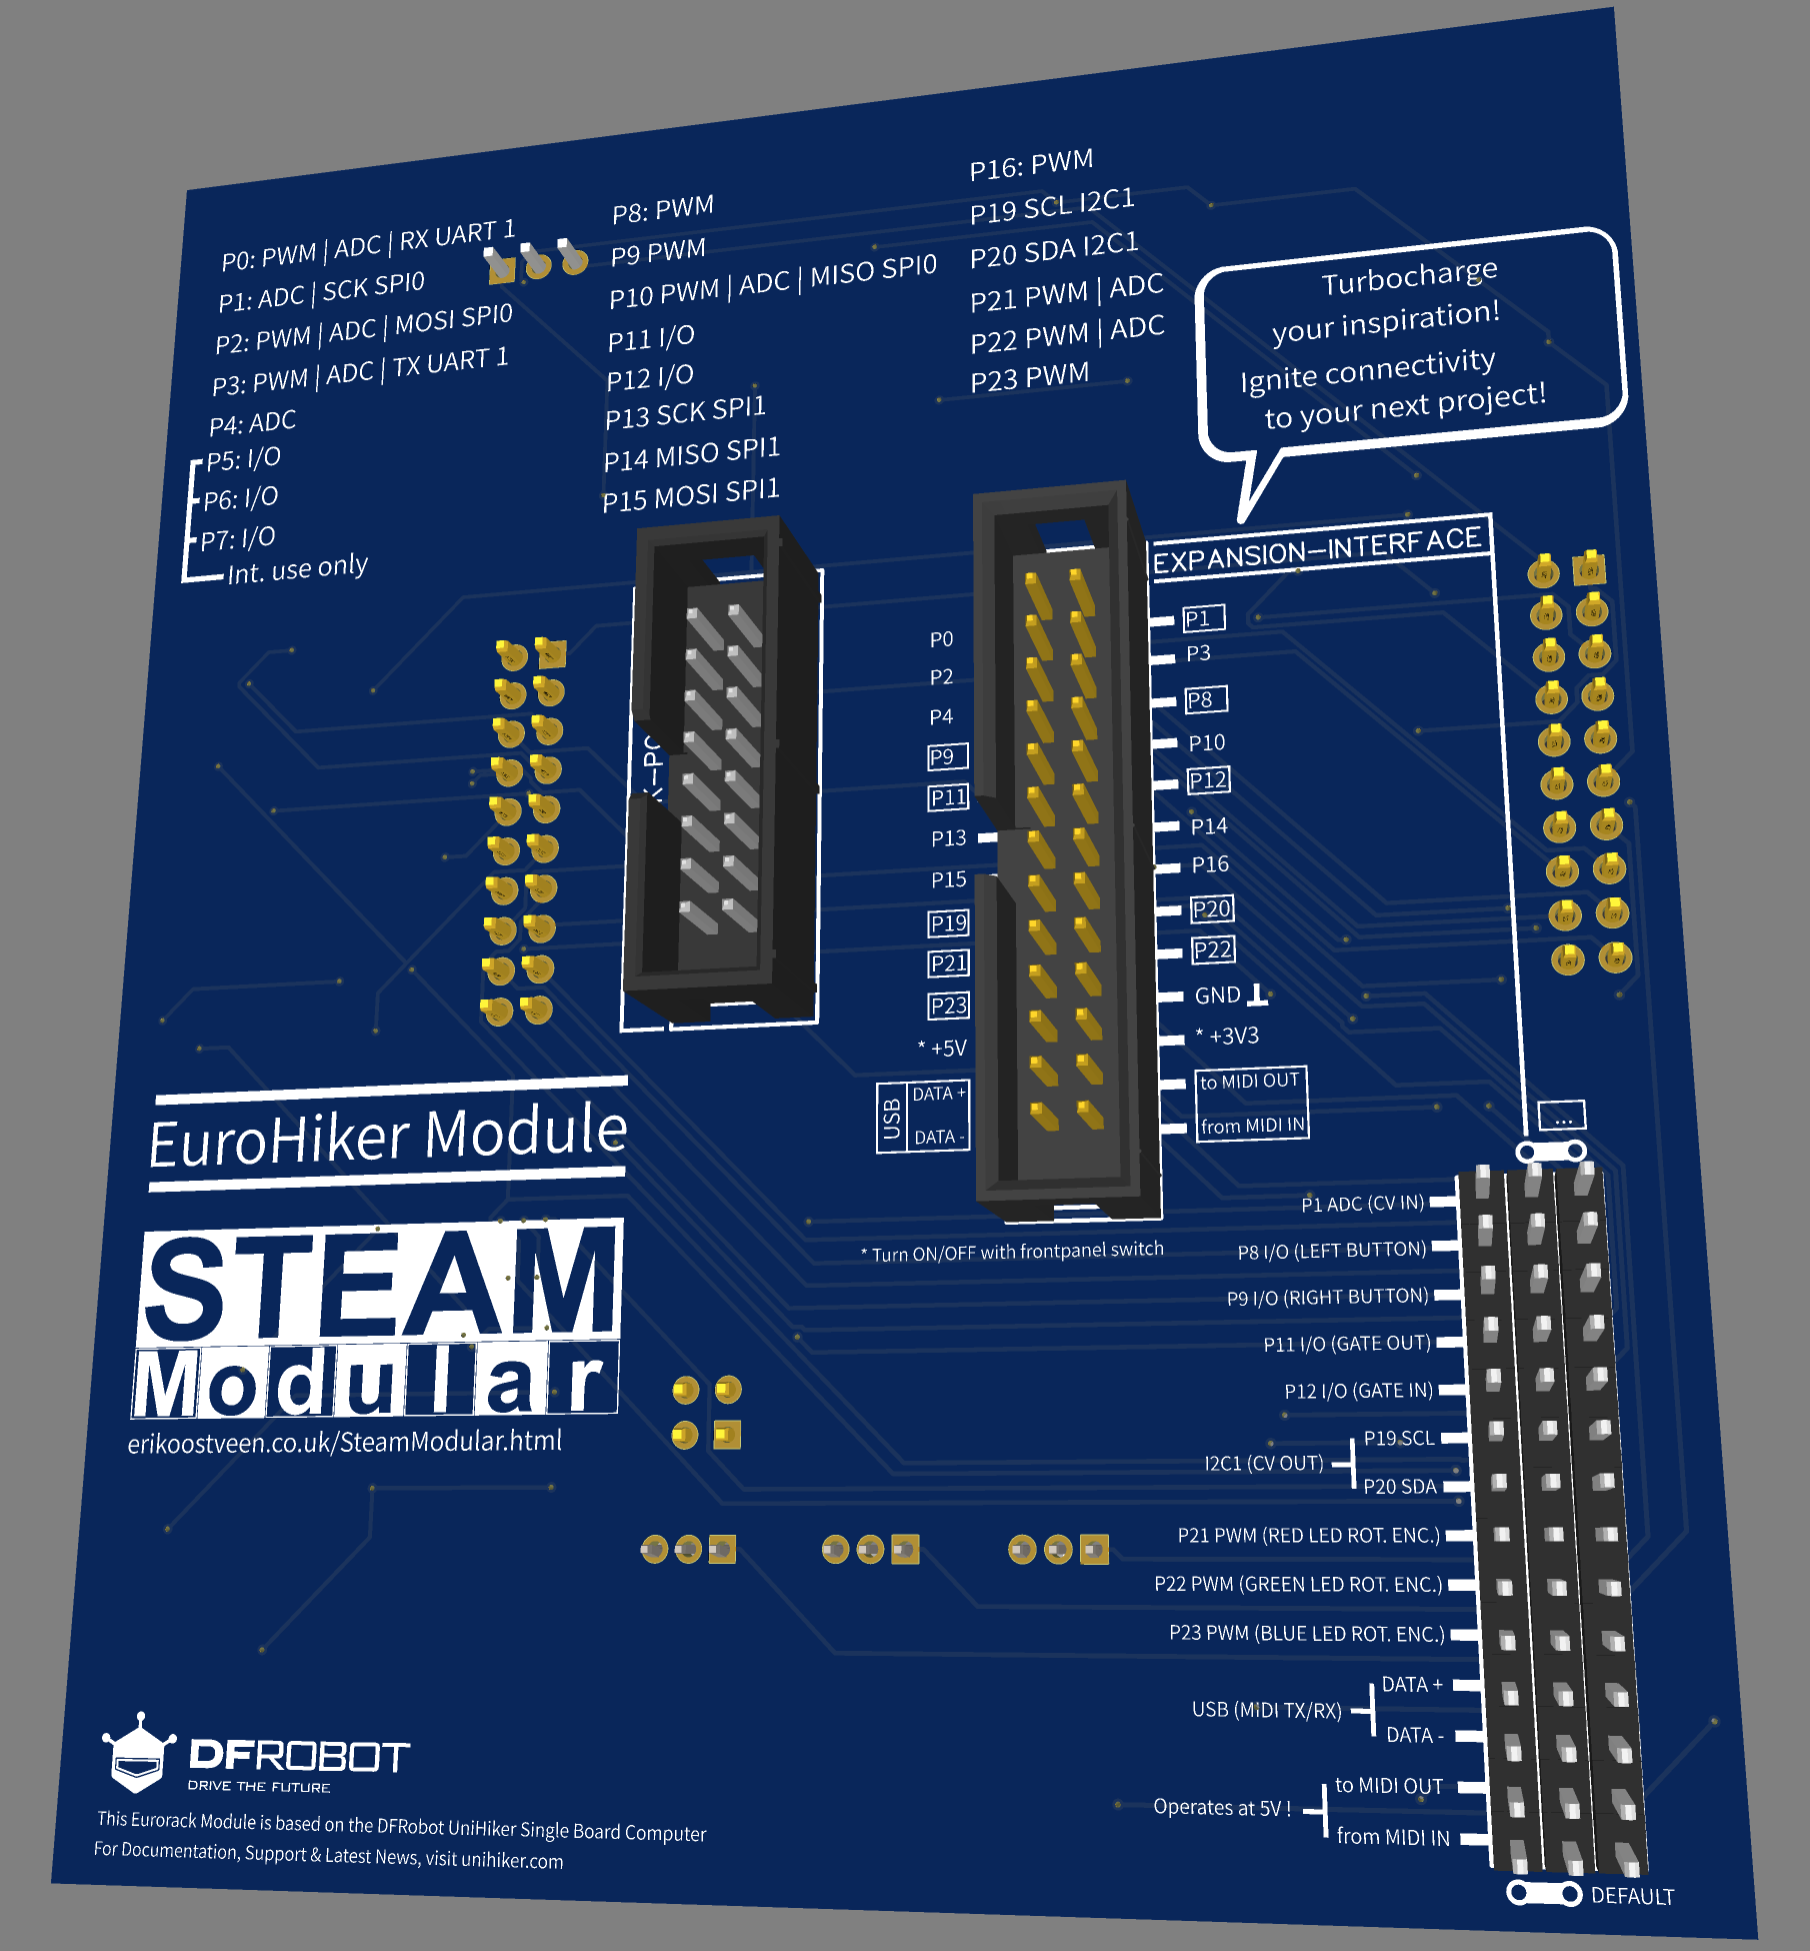 P0: PWM | ADC | RX UART 1
P1: ADC | SCK SPI0
P2: PWM | ADC | MOSI SPI0
P3: PWM | ADC | TX UART 1
P4: ADC
P5: I/O
P6: I/O
P7: I/O
Int. use only
P8: PWM
P9 PWM
P10 PWM | ADC | MISO SPI0
P11 I/O
P12 I/O
P13 SCK SPI1
P14 MISO SPI1
P15 MOSI SPI1
P16: PWM
P19 SCL I2C1
P20 SDA I2C1
P21 PWM | ADC
P22 PWM | ADC
P23 PWM
Turbocharge
your inspiration!
Ignite connectivity
to your next project!
EXPANSION-INTERFACE
P0
P2
P4
P9
P11
P13
P15
P19
P21
P23
* +5V
USB
DATA +
DATA -
P1
P3
P8
P10
P12
P14
P16
P20
P22
GND
* +3V3
to MIDI OUT
from MIDI IN
* Turn ON/OFF with frontpanel switch
EuroHiker Module
STEAM
Modular
erikoostveen.co.uk/SteamModular.html
...
P1 ADC (CV IN)
P8 I/O (LEFT BUTTON)
P9 I/O (RIGHT BUTTON)
P11 I/O (GATE OUT)
P12 I/O (GATE IN)
I2C1 (CV OUT)
P19 SCL
P20 SDA
P21 PWM (RED LED ROT. ENC.)
P22 PWM (GREEN LED ROT. ENC.)
P23 PWM (BLUE LED ROT. ENC.)
USB (MIDI TX/RX)
DATA +
DATA -
Operates at 5V !
to MIDI OUT
from MIDI IN
DEFAULT
DFROBOT
DRIVE THE FUTURE
This Eurorack Module is based on the DFRobot UniHiker Single Board Computer
For Documentation, Support & Latest News, visit unihiker.com